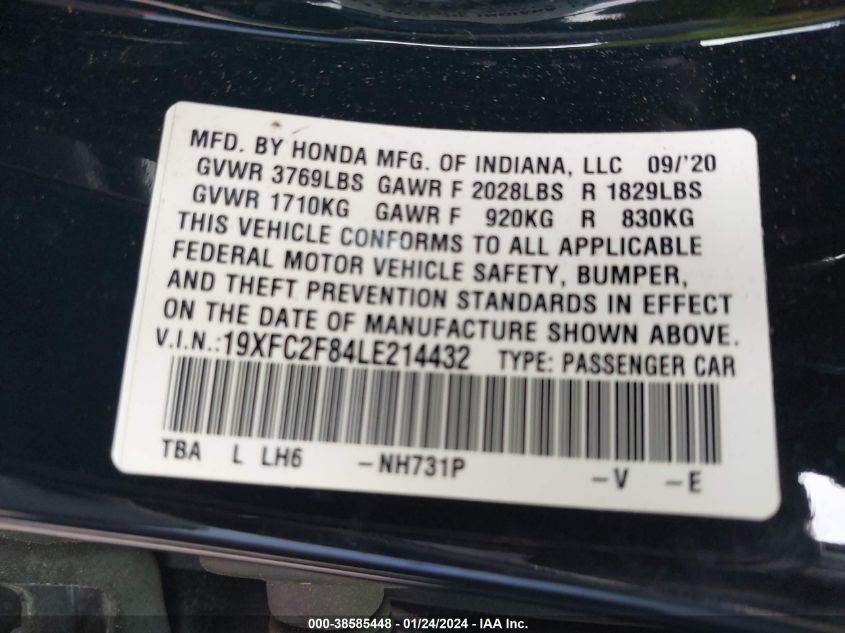 MFD. BY HONDA MFG. OF INDIANA, LLC 09/'20
GVWR 3769LBS GAWR F 2028LBS R 1829LBS
GVWR 1710KG GAWR F 920KG R 830KG
THIS VEHICLE CONFORMS TO ALL APPLICABLE
FEDERAL MOTOR VEHICLE SAFETY, BUMPER,
AND THEFT PREVENTION STANDARDS IN EFFECT
ON THE DATE OF MANUFACTURE SHOWN ABOVE.
V.I.N.:19XFC2F84LE214432 TYPE: PASSENGER CAR
TBA L LH6 -NH731P -V -E
000-38585448 - 01/24/2024 - IAA Inc.